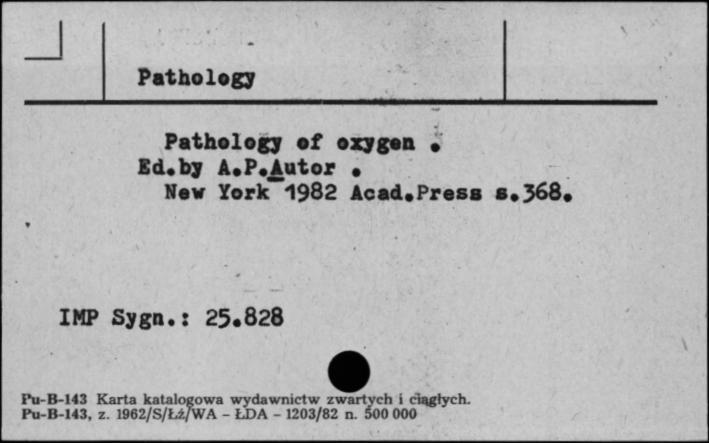 Pathology
Pathology of oxygen .
Ed.by A.P.Autor .
New York 1982 Acad.Press s.368.
IMP Sygn.: 25.828
Pu-B-143 Karta katalogowa wydawnictw zwartych i ciągłych.
Pu-B-143, z. 1962/S/Łź/WA - ŁDA - 1203/82 n. 500 000